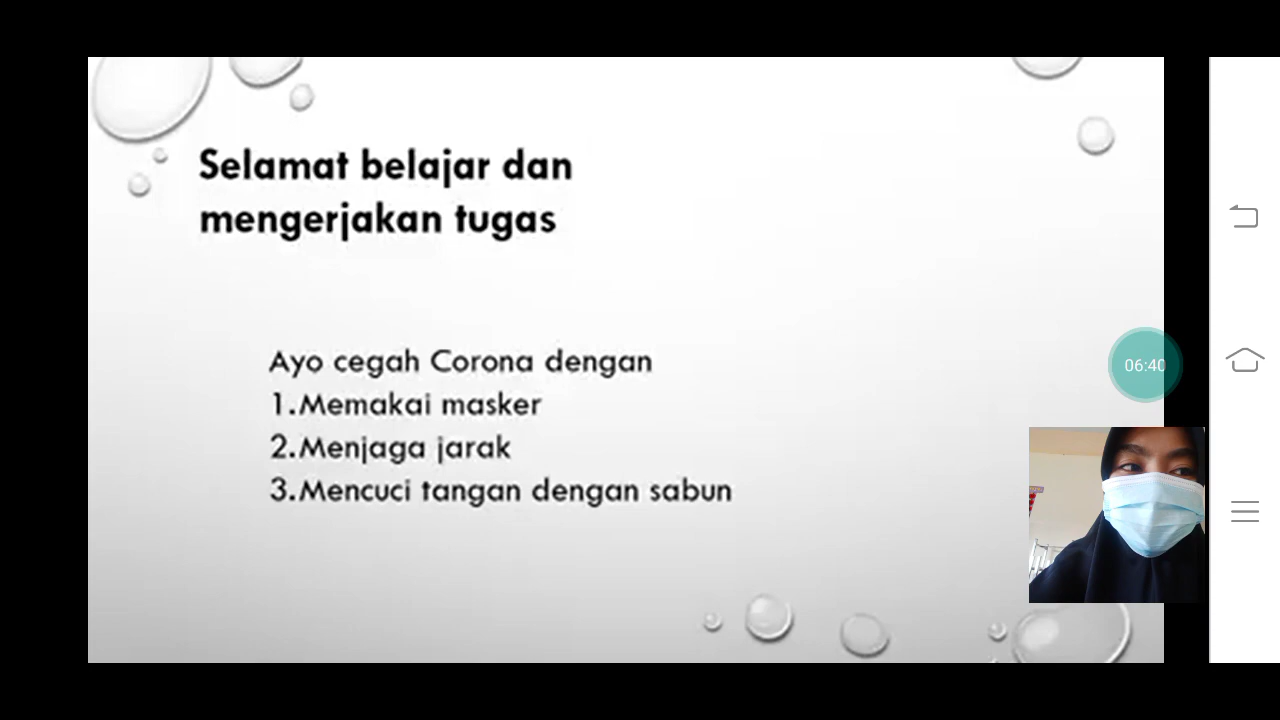 Selamat belajar dan
mengerjakan tugas
Ayo cegah Corona dengan
1.Memakai masker
2.Menjaga jarak
3.Mencuci tangan dengan sabun
06:40